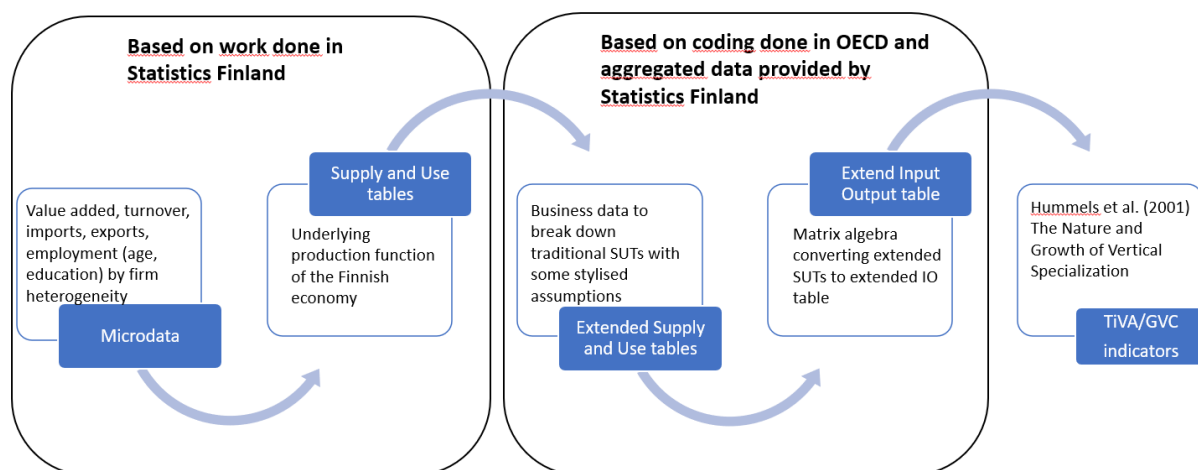 Based on work done in
Statistics Finland
Value added, turnover,
imports, exports,
employment (age,
education) by firm
heterogeneity
Microdata
Supply and Use
tables
Underlying
production function
of the Finnish
economy
Based on coding done in OECD and
aggregated data provided by
Statistics Finland
Business data to
break down
traditional SUTs with
some stylised
assumptions
Extended Supply
and Use tables
Extend Input
Output table
Matrix algebra
converting extended
SUTs to extended IO
table
Hummels et al. (2001)
The Nature and
Growth of Vertical
Specialization
TiVA/GVC
indicators